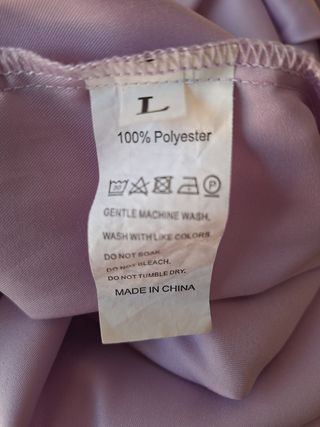 L
100% Polyester
30 P
GENTLE MACHINE WASH.
WASH WITH LIKE COLORS.
DO NOT SOAK.
DO NOT BLEACH.
DO NOT TUMBLE DRY.
MADE IN CHINA